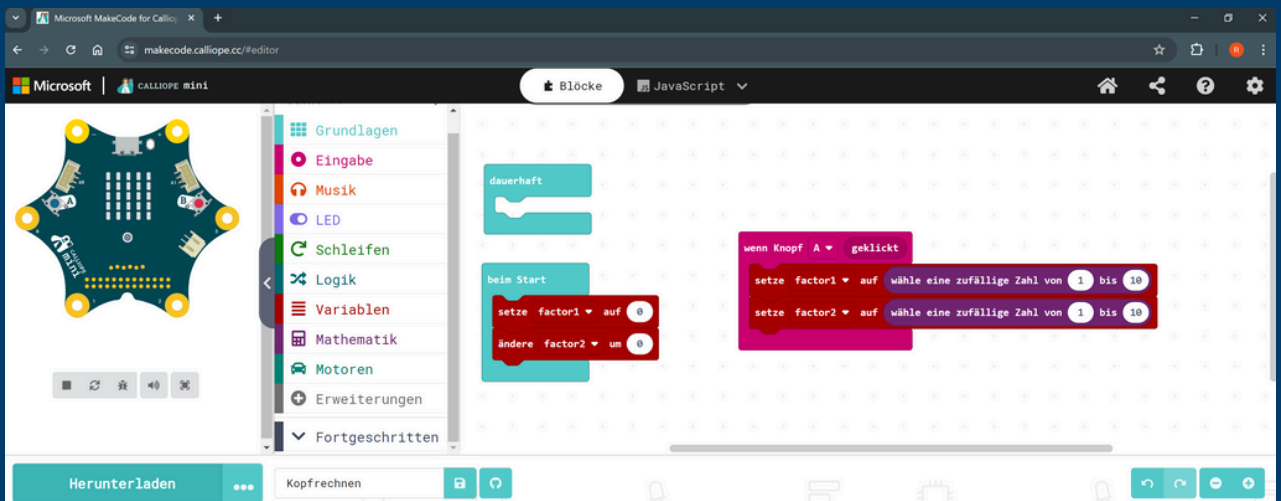 Microsoft MakeCode for Calliop
makecode.calliope.cc/#editor
R
Microsoft
CALLIOPE mini
Blöcke
JavaScript
Grundlagen
Eingabe
Musik
LED
Schleifen
Logik
Variablen
Mathematik
Motoren
Erweiterungen
Fortgeschritten
A
B
Calliope
mini
dauerhaft
beim Start
setze factor1 auf 0
ändere factor2 um 0
wenn Knopf A geklickt
setze factor1 auf wähle eine zufällige Zahl von 1 bis 10
setze factor2 auf wähle eine zufällige Zahl von 1 bis 10
Herunterladen
Kopfrechnen